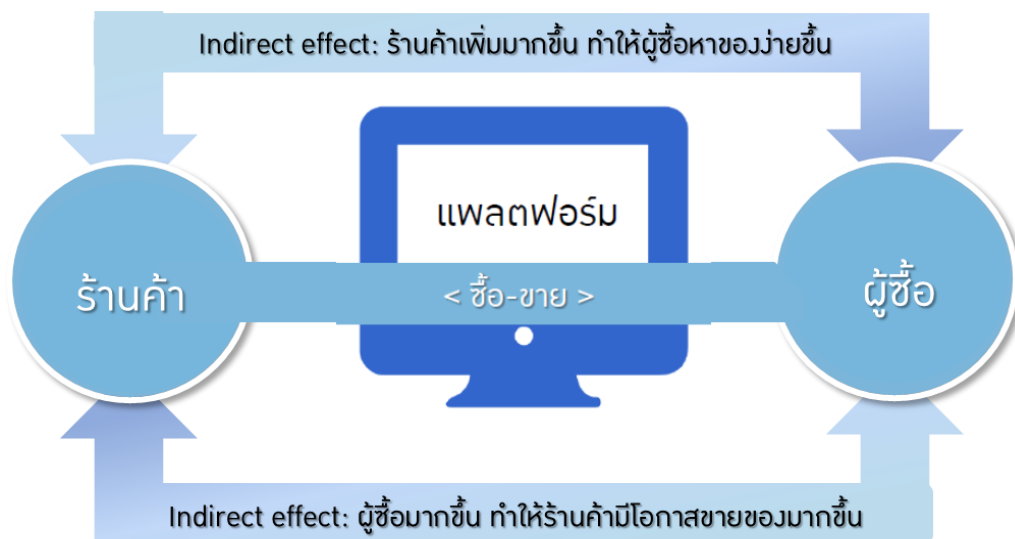 Indirect effect: ร้านค้าเพิ่มมากขึ้น ทำให้ผู้ซื้อหาของง่ายขึ้น
แพลตฟอร์ม
ร้านค้า
< ซื้อ-ขาย >
ผู้ซื้อ
Indirect effect: ผู้ซื้อมากขึ้น ทำให้ร้านค้ามีโอกาสขายของมากขึ้น